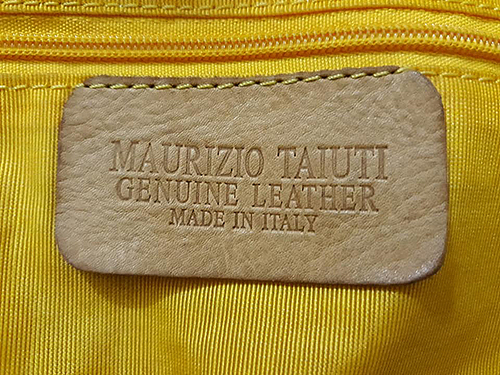 MAURIZIO TAIUTI
GENUINE LEATHER
MADE IN ITALY